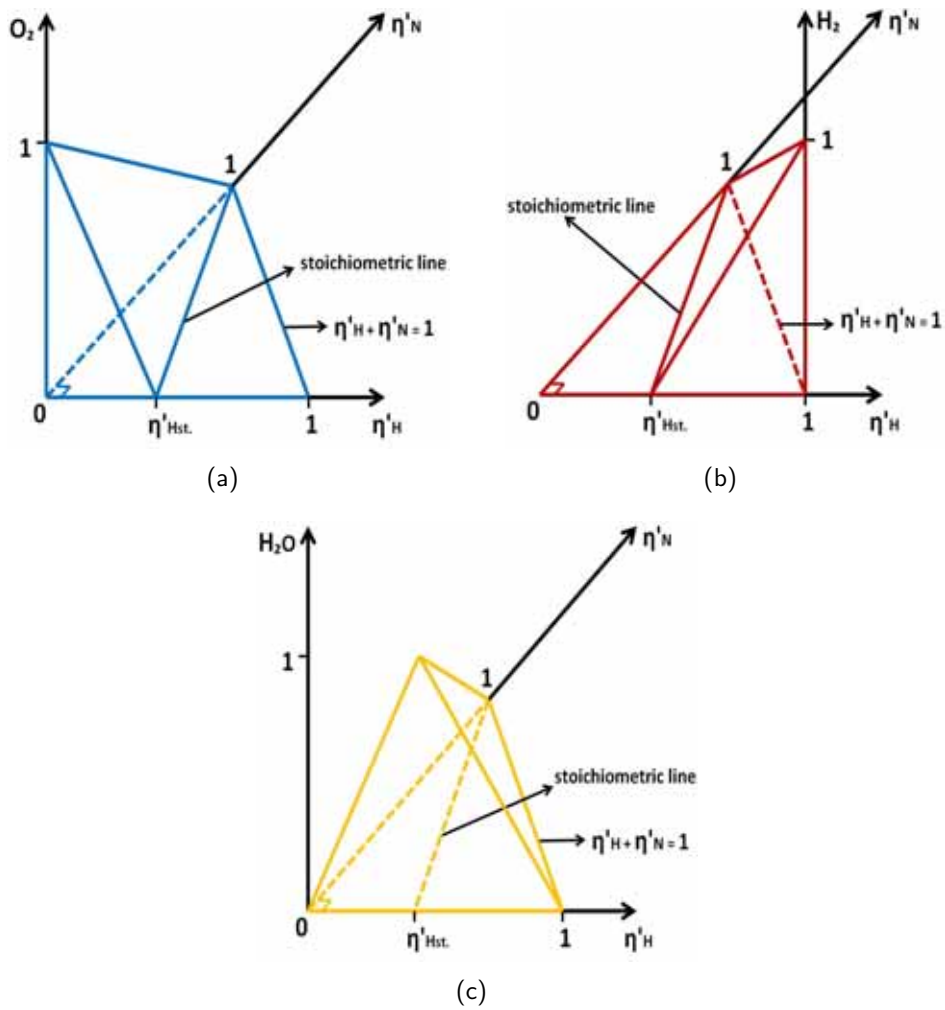 O₂
η'N
1
1
stoichiometric line
η'H + η'N = 1
0
η'Hst.
1
η'H
(a)
H₂
η'N
1
1
stoichiometric line
η'H + η'N = 1
0
η'Hst.
1
η'H
(b)
H₂O
η'N
1
1
stoichiometric line
η'H + η'N = 1
0
η'Hst.
1
η'H
(c)